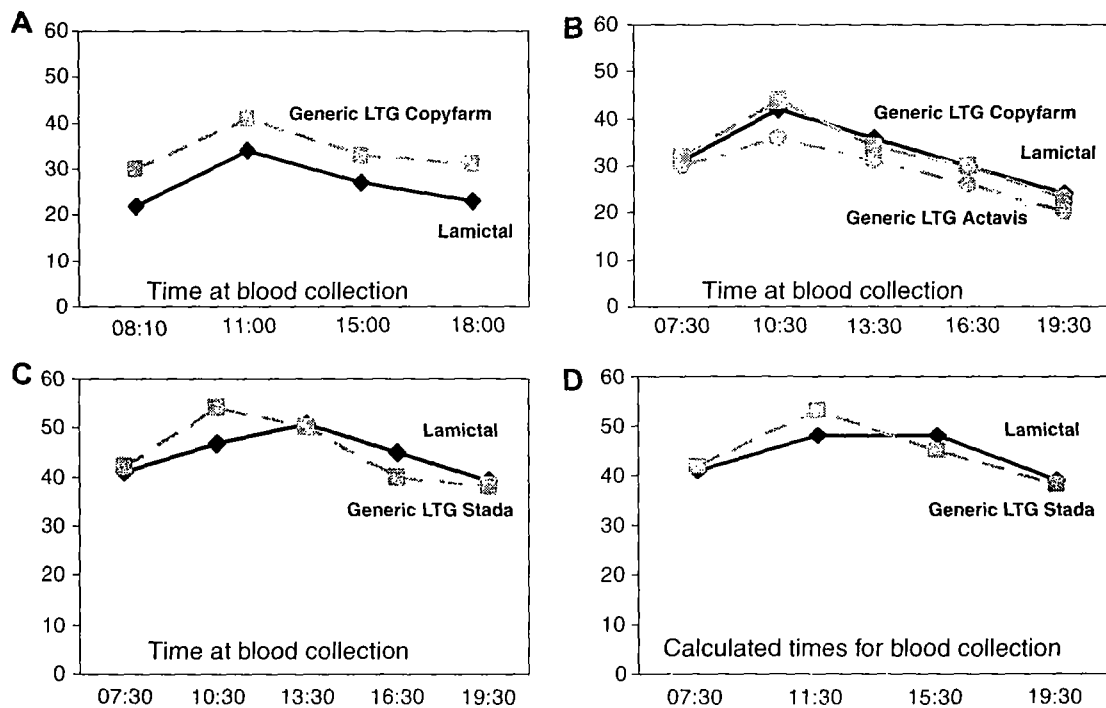 A
60
50
40
30
20
10
0
Generic LTG Copyfarm
Lamictal
Time at blood collection
08:10 11:00 15:00 18:00
B
60
50
40
30
20
10
0
Generic LTG Copyfarm
Lamictal
Generic LTG Actavis
Time at blood collection
07:30 10:30 13:30 16:30 19:30
C
60
50
40
30
20
10
0
Lamictal
Generic LTG Stada
Time at blood collection
07:30 10:30 13:30 16:30 19:30
D
60
50
40
30
20
10
0
Lamictal
Generic LTG Stada
Calculated times for blood collection
07:30 11:30 15:30 19:30